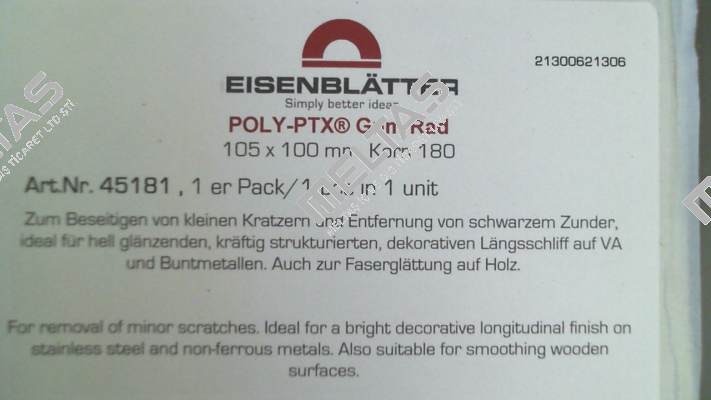 EISENBLÄTTER
21300621306
Simply better ideas
POLY-PTX® Rad
105 x 100 mm Korn 180
Art.Nr. 45181 , 1 er Pack/ 1 unit
Zum Beseitigen von kleinen Kratzern und Entfernung von schwarzem Zunder,
ideal für hell glänzenden, kräftig strukturierten, dekorativen Längsschliff auf VA
und Buntmetallen. Auch zur Faserglättung auf Holz.
For removal of minor scratches. Ideal for a bright decorative longitudinal finish on
stainless steel and non-ferrous metals. Also suitable for smoothing wooden
surfaces.
MELTAS
MELTAS